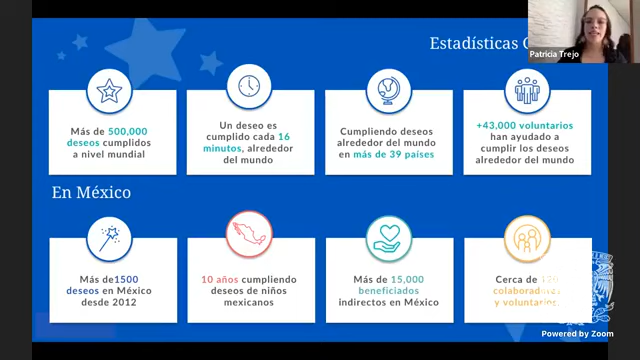 Estadísticas
Patricia Trejo
Más de 500,000
deseos cumplidos
a nivel mundial
Un deseo es
cumplido cada 16
minutos, alrededor
del mundo
Cumpliendo deseos
alrededor del mundo
en más de 39 países
+43,000 voluntarios
han ayudado a
cumplir los deseos
alrededor del mundo
En México
Más de1500
deseos en México
desde 2012
10 años cumpliendo
deseos de niños
mexicanos
Más de 15,000
beneficiados
indirectos en México
Cerca de
colaboradores
y voluntarios.
Powered by Zoom